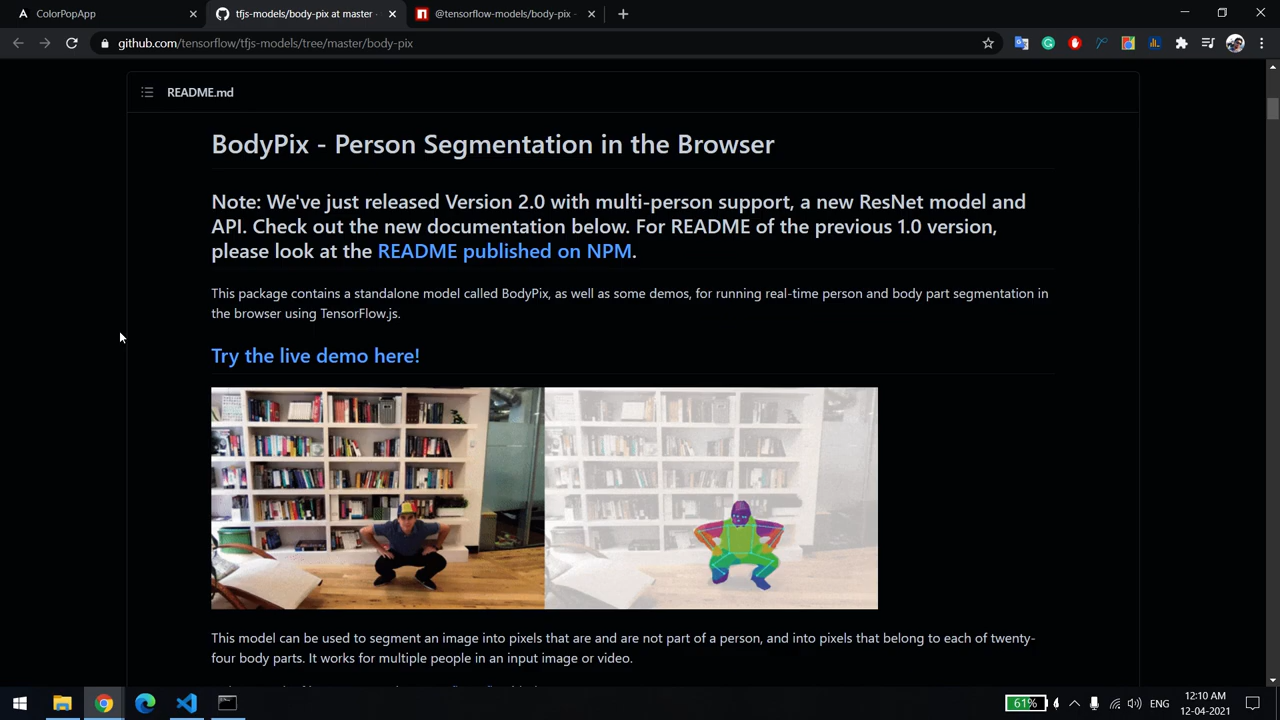 ColorPopApp
tfjs-models/body-pix at master ·
@tensorflow-models/body-pix -
github.com/tensorflow/tfjs-models/tree/master/body-pix
README.md
BodyPix - Person Segmentation in the Browser
Note: We've just released Version 2.0 with multi-person support, a new ResNet model and
API. Check out the new documentation below. For README of the previous 1.0 version,
please look at the README published on NPM.
This package contains a standalone model called BodyPix, as well as some demos, for running real-time person and body part segmentation in
the browser using TensorFlow.js.
Try the live demo here!
This model can be used to segment an image into pixels that are and are not part of a person, and into pixels that belong to each of twenty-
four body parts. It works for multiple people in an input image or video.
61%
ENG
12:10 AM
12-04-2021